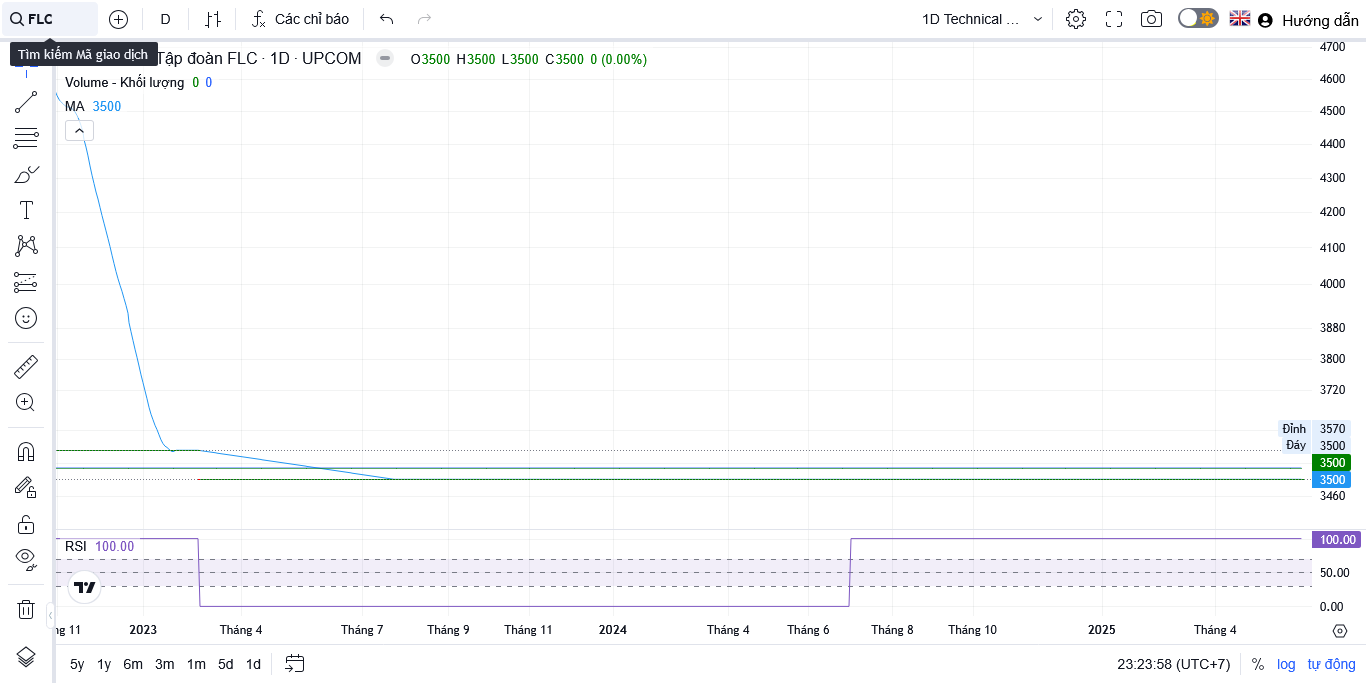 FLC
D
Các chỉ báo
1D Technical ...
Hướng dẫn
Tìm kiếm Mã giao dịch
Tập đoàn FLC · 1D · UPCOM
O3500 H3500 L3500 C3500 0 (0.00%)
Volume - Khối lượng 0 0
MA 3500
4700
4600
4500
4400
4300
4200
4100
4000
3880
3800
3720
Đỉnh 3570
Đáy 3500
3500
3500
3460
RSI 100.00
100.00
50.00
0.00
ng 11 2023 Tháng 4 Tháng 7 Tháng 9 Tháng 11 2024 Tháng 4 Tháng 6 Tháng 8 Tháng 10 2025 Tháng 4
5y 1y 6m 3m 1m 5d 1d
23:23:58 (UTC+7) % log tự động